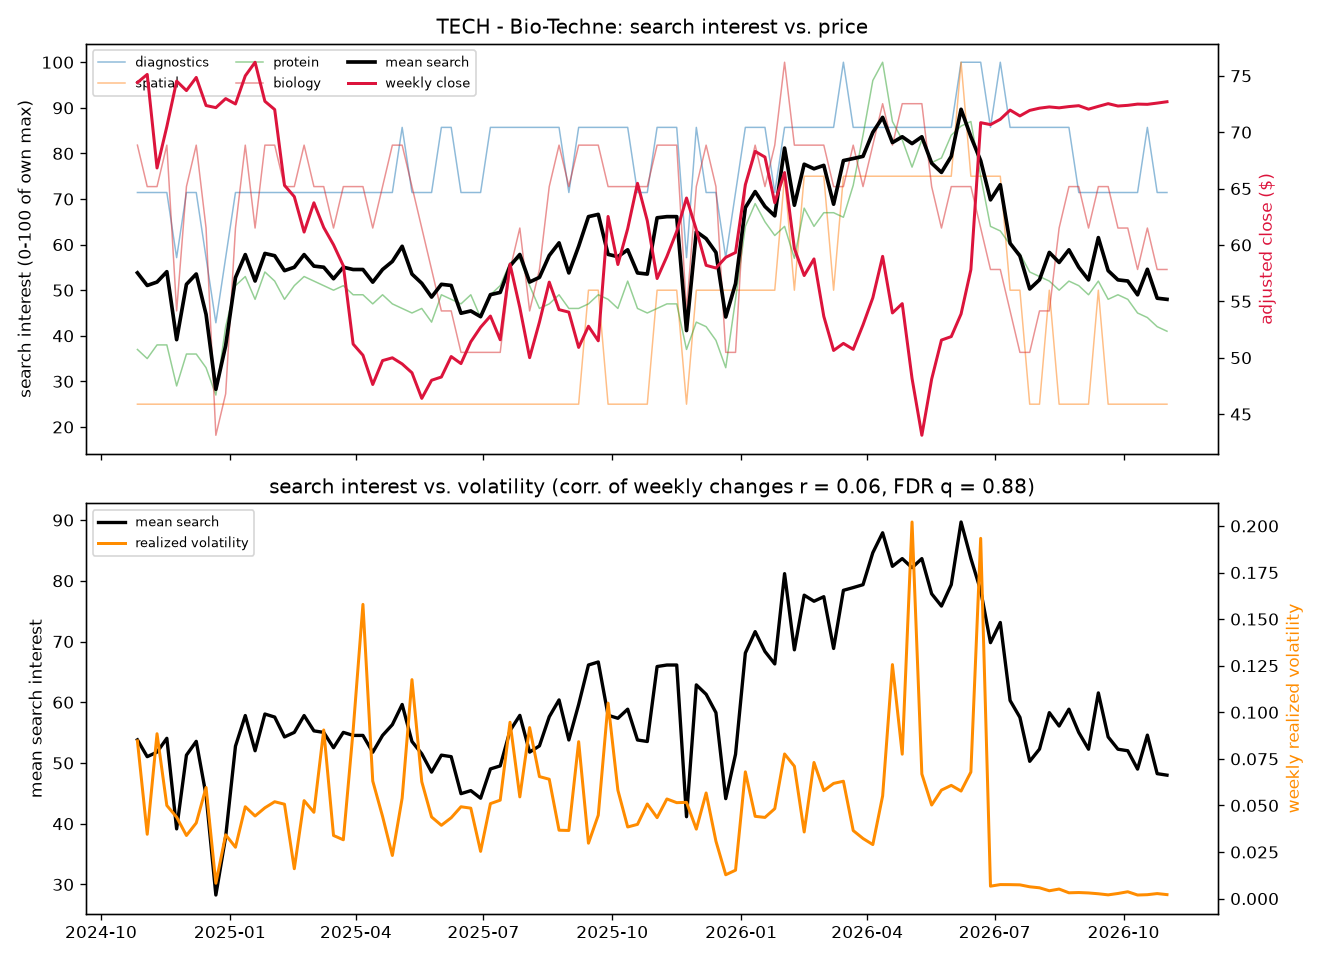 TECH - Bio-Techne: search interest vs. price
diagnostics
spatial
protein
biology
mean search
weekly close
search interest (0-100 of own max)
100
90
80
70
60
50
40
30
20
adjusted close ($)
75
70
65
60
55
50
45
search interest vs. volatility (corr. of weekly changes r = 0.06, FDR q = 0.88)
mean search
realized volatility
mean search interest
90
80
70
60
50
40
30
weekly realized volatility
0.200
0.175
0.150
0.125
0.100
0.075
0.050
0.025
0.000
2024-10 2025-01 2025-04 2025-07 2025-10 2026-01 2026-04 2026-07 2026-10